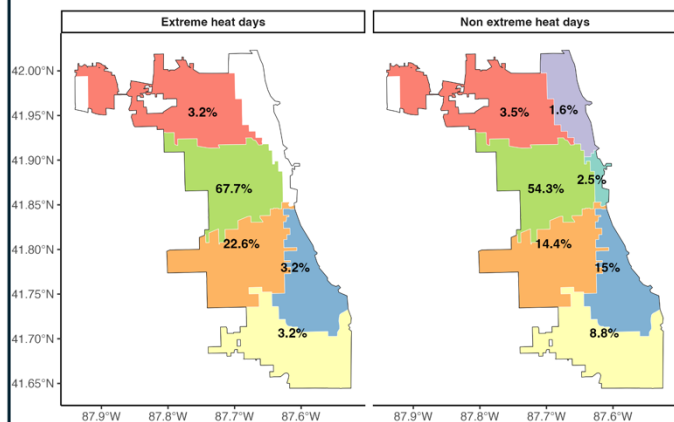 Extreme heat days
Non extreme heat days
42.00°N
41.95°N
41.90°N
41.85°N
41.80°N
41.75°N
41.70°N
41.65°N
3.2%
67.7%
22.6%
3.2%
3.2%
1.6%
3.5%
2.5%
54.3%
14.4%
15%
8.8%
87.9°W
87.8°W
87.7°W
87.6°W
87.9°W
87.8°W
87.7°W
87.6°W